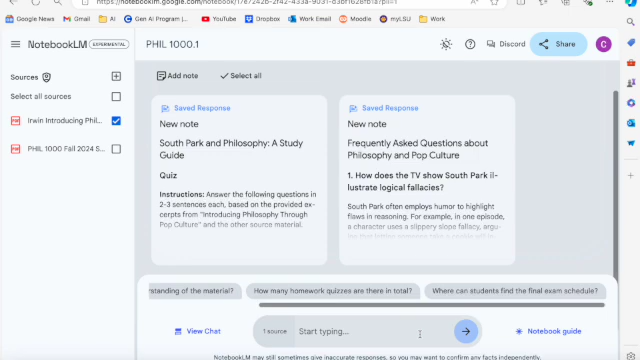 Google News Gmail AI Gen AI Program (... YouTube Dropbox Work Email Moodle myLSU Work
NotebookLM EXPERIMENTAL PHIL 1000.1 Discord Share C
Sources
Add note Select all
Select all sources
Saved Response
New note
South Park and Philosophy: A Study
Guide
Quiz
Instructions: Answer the following questions in
2-3 sentences each, based on the provided ex-
cerpts from "Introducing Philosophy Through
Pop Culture" and the other source material.
Saved Response
New note
Frequently Asked Questions about
Philosophy and Pop Culture
1. How does the TV show South Park il-
lustrate logical fallacies?
South Park often employs humor to highlight
flaws in reasoning. For example, in one episode,
a character uses a slippery slope fallacy, argu-
PDF Irwin Introducing Phil...
PDF PHIL 1000 Fall 2024 S...
rstanding of the material? How many homework quizzes are there in total? Where can students find the final exam schedule?
View Chat 1 source Start typing... Notebook guide
NotebookLM may still sometimes give inaccurate responses, so you may want to confirm any facts independently.